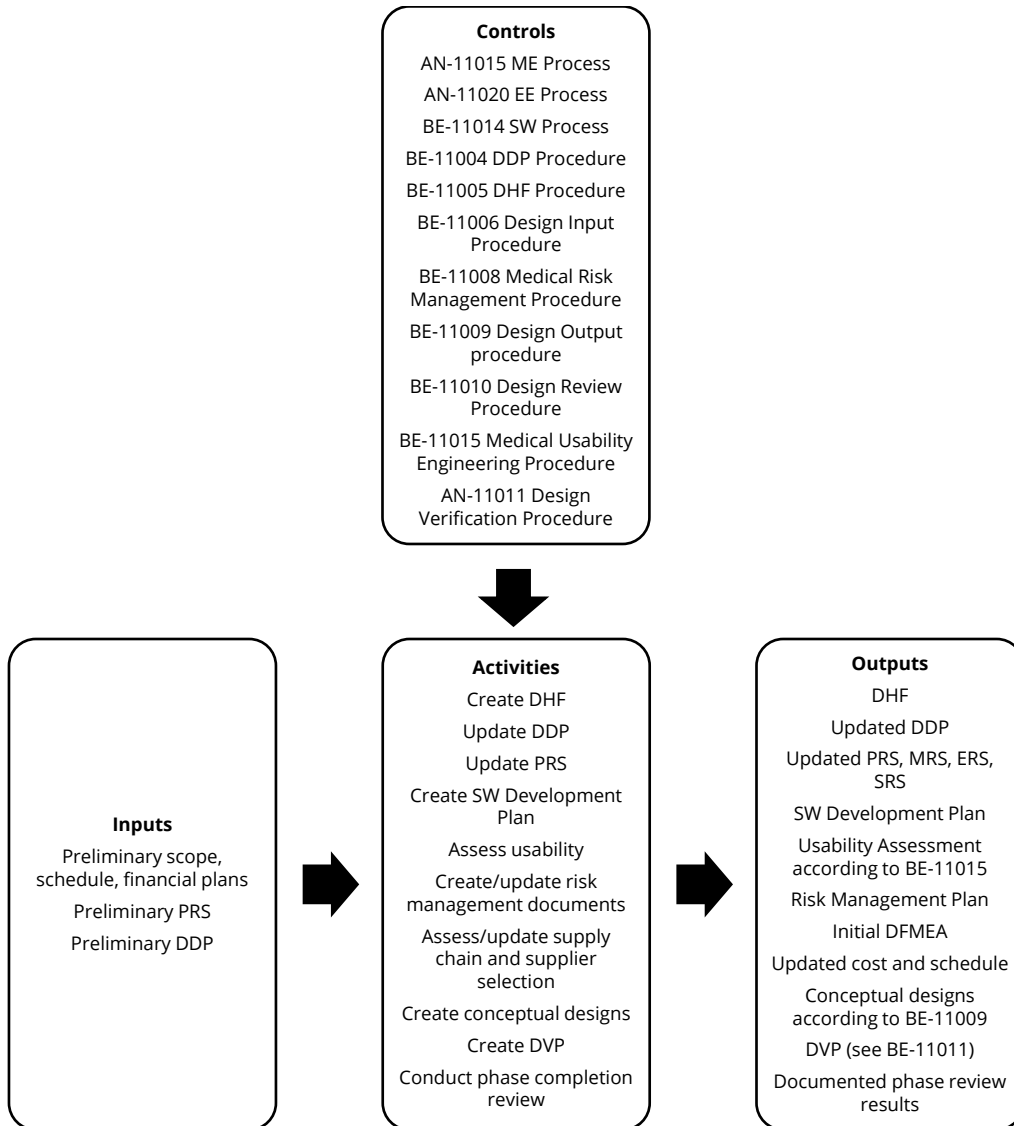 Controls
AN-11015 ME Process
AN-11020 EE Process
BE-11014 SW Process
BE-11004 DDP Procedure
BE-11005 DHF Procedure
BE-11006 Design Input
Procedure
BE-11008 Medical Risk
Management Procedure
BE-11009 Design Output
procedure
BE-11010 Design Review
Procedure
BE-11015 Medical Usability
Engineering Procedure
AN-11011 Design
Verification Procedure
Inputs
Preliminary scope,
schedule, financial plans
Preliminary PRS
Preliminary DDP
Activities
Create DHF
Update DDP
Update PRS
Create SW Development
Plan
Assess usability
Create/update risk
management documents
Assess/update supply
chain and supplier
selection
Create conceptual designs
Create DVP
Conduct phase completion
review
Outputs
DHF
Updated DDP
Updated PRS, MRS, ERS,
SRS
SW Development Plan
Usability Assessment
according to BE-11015
Risk Management Plan
Initial DFMEA
Updated cost and schedule
Conceptual designs
according to BE-11009
DVP (see BE-11011)
Documented phase review
results